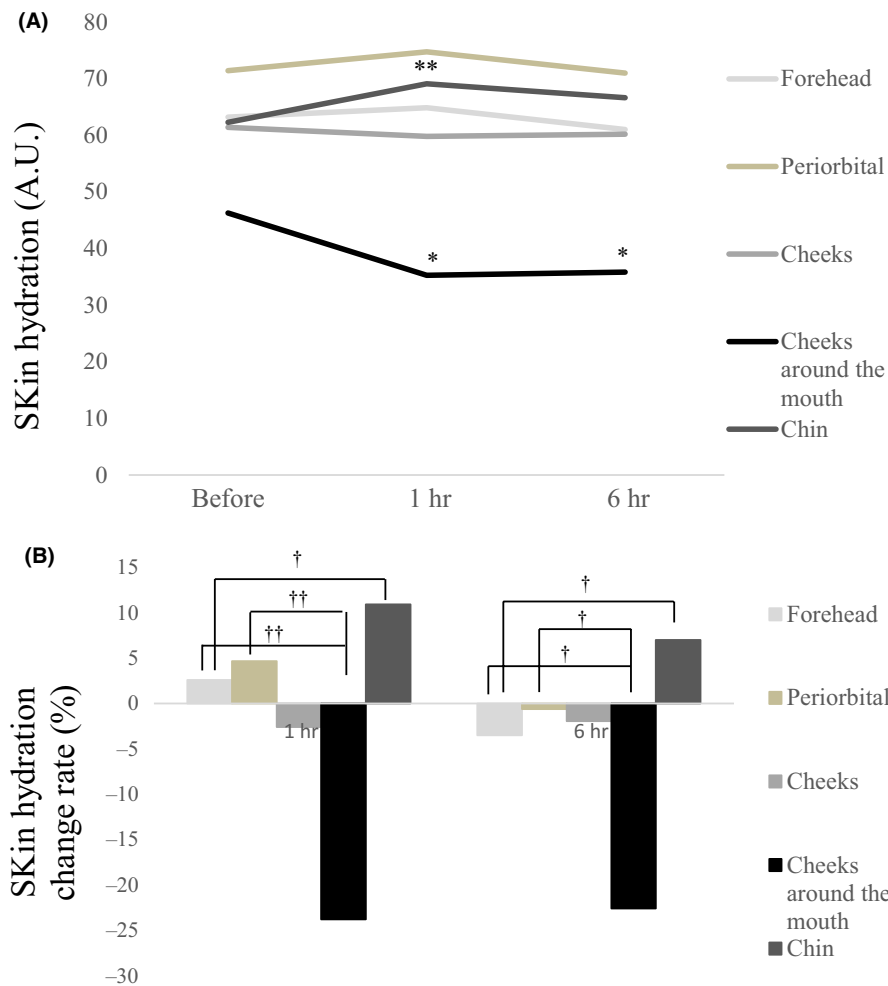 (A)
SKin hydration (A.U.)
80
70
60
50
40
30
20
10
0
**
*
*
Before
1 hr
6 hr
Forehead
Periorbital
Cheeks
Cheeks
around the
mouth
Chin
(B)
SKin hydration
change rate (%)
15
10
5
0
–5
–10
–15
–20
–25
–30
†
††
††
†
†
†
1 hr
6 hr
Forehead
Periorbital
Cheeks
Cheeks
around the
mouth
Chin